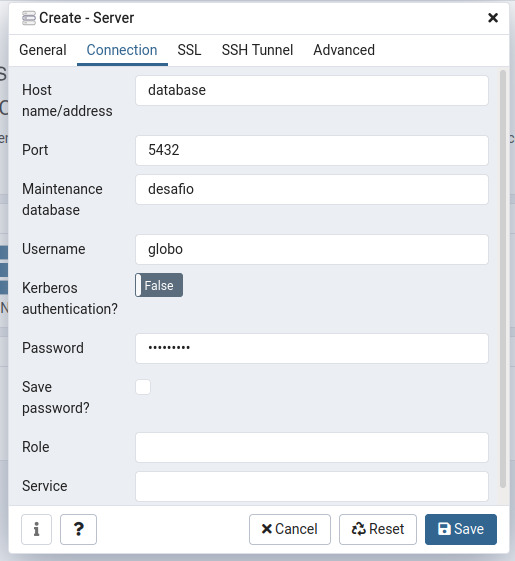 Create - Server
General Connection SSL SSH Tunnel Advanced
Host name/address
database
Port
5432
Maintenance database
desafio
Username
globo
Kerberos authentication?
False
Password
•••••••••
Save password?
Role
Service
i ? Cancel Reset Save